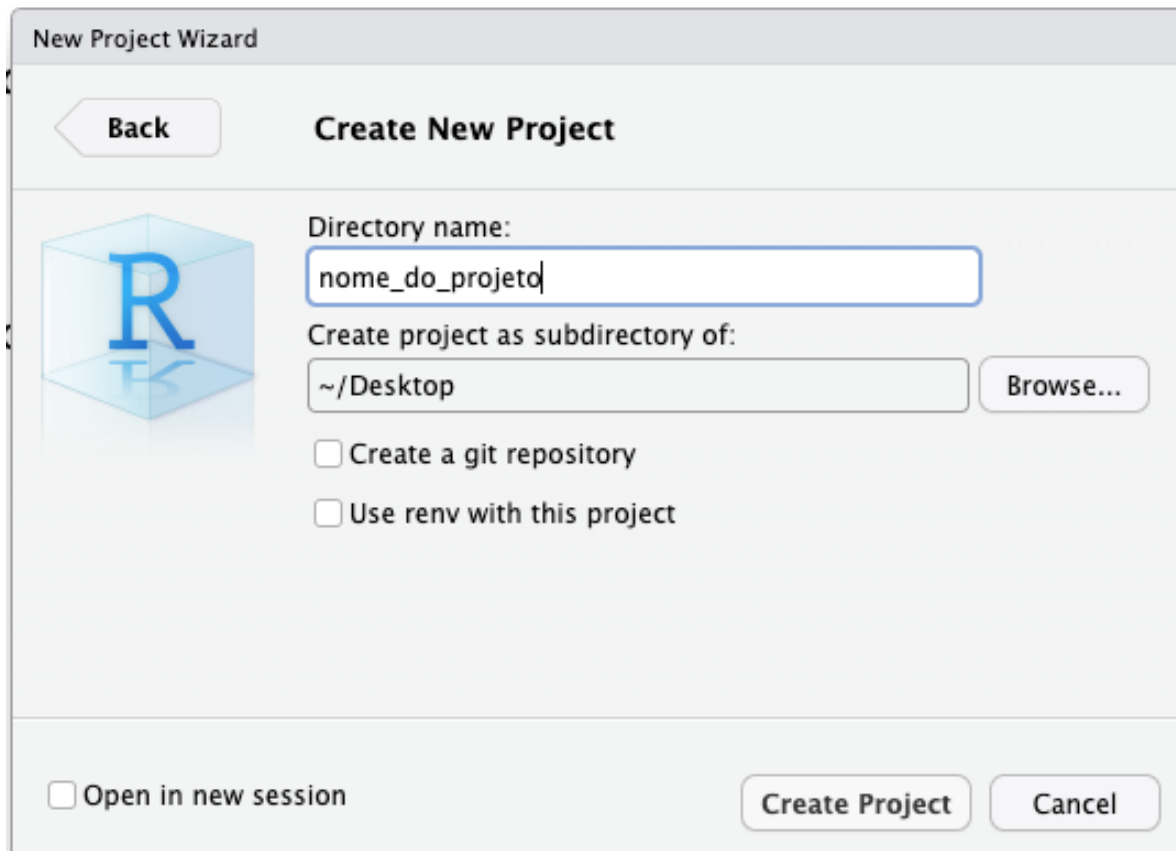 New Project Wizard
Back
Create New Project
R
Directory name:
nome_do_projeto
Create project as subdirectory of:
~/Desktop
Browse...
Create a git repository
Use renv with this project
Open in new session
Create Project
Cancel